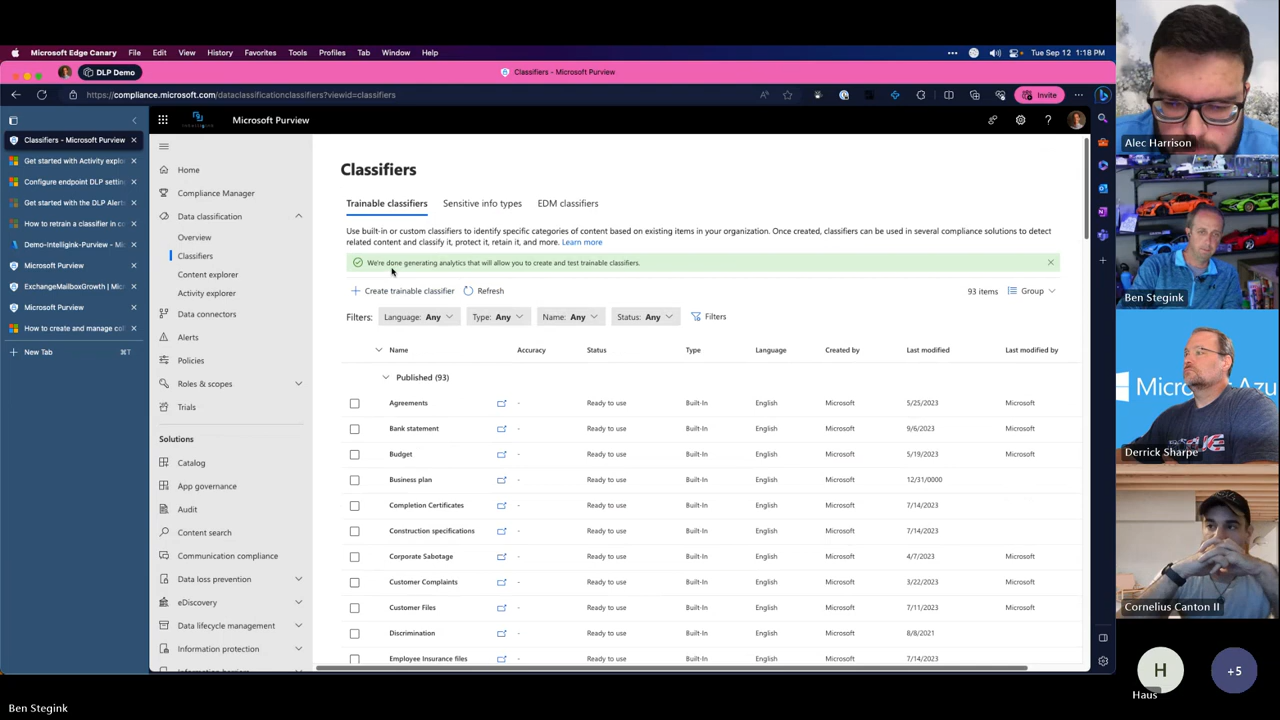 Microsoft Edge Canary File Edit View History Favorites Tools Profiles Tab Window Help
Tue Sep 12 1:18 PM
DLP Demo
Classifiers - Microsoft Purview
https://compliance.microsoft.com/dataclassificationclassifiers?viewid=classifiers
Invite
Classifiers - Microsoft Purview
Get started with Activity explo
Configure endpoint DLP settin
Get started with the DLP Alerts
How to retrain a classifier in co
Demo-Intelligink-Purview - Mi
Microsoft Purview
ExchangeMailboxGrowth | Mic
Microsoft Purview
How to create and manage co
New Tab ⌘T
Microsoft Purview
Home
Compliance Manager
Data classification
Overview
Classifiers
Content explorer
Activity explorer
Data connectors
Alerts
Policies
Roles & scopes
Trials
Solutions
Catalog
App governance
Audit
Content search
Communication compliance
Data loss prevention
eDiscovery
Data lifecycle management
Information protection
Classifiers
Trainable classifiers Sensitive info types EDM classifiers
Use built-in or custom classifiers to identify specific categories of content based on existing items in your organization. Once created, classifiers can be used in several compliance solutions to detect
related content and classify it, protect it, retain it, and more. Learn more
We're done generating analytics that will allow you to create and test trainable classifiers.
Create trainable classifier Refresh 93 items Group
Filters: Language: Any Type: Any Name: Any Status: Any Filters
Name Accuracy Status Type Language Created by Last modified Last modified by
Published (93)
Agreements - Ready to use Built-In English Microsoft 5/25/2023 Microsoft
Bank statement - Ready to use Built-In English Microsoft 9/6/2023 Microsoft
Budget - Ready to use Built-In English Microsoft 5/19/2023 Microsoft
Business plan - Ready to use Built-In English Microsoft 12/31/0000
Completion Certificates - Ready to use Built-In English Microsoft 7/14/2023
Construction specifications - Ready to use Built-In English Microsoft 7/14/2023
Corporate Sabotage - Ready to use Built-In English Microsoft 4/7/2023 Microsoft
Customer Complaints - Ready to use Built-In English Microsoft 3/22/2023 Microsoft
Customer Files - Ready to use Built-In English Microsoft 7/11/2023 Microsoft
Discrimination - Ready to use Built-In English Microsoft 8/8/2021
Employee Insurance files - Ready to use Built-In English Microsoft 7/14/2023
Alec Harrison
Ben Stegink
Derrick Sharpe
Cornelius Canton II
H
Haus
+5
Ben Stegink